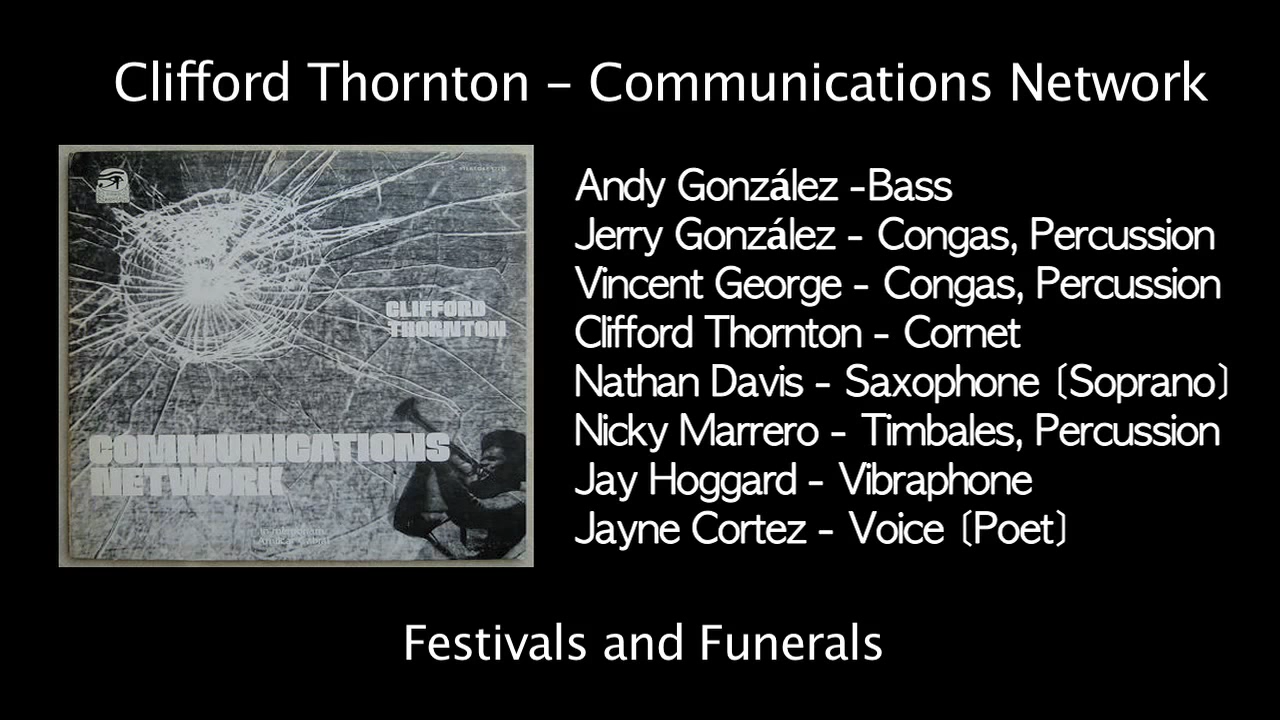 Clifford Thornton – Communications Network
CLIFFORD
THORNTON
COMMUNICATIONS
NETWORK
Andy González -Bass
Jerry González - Congas, Percussion
Vincent George - Congas, Percussion
Clifford Thornton - Cornet
Nathan Davis - Saxophone (Soprano)
Nicky Marrero - Timbales, Percussion
Jay Hoggard - Vibraphone
Jayne Cortez - Voice (Poet)
Festivals and Funerals